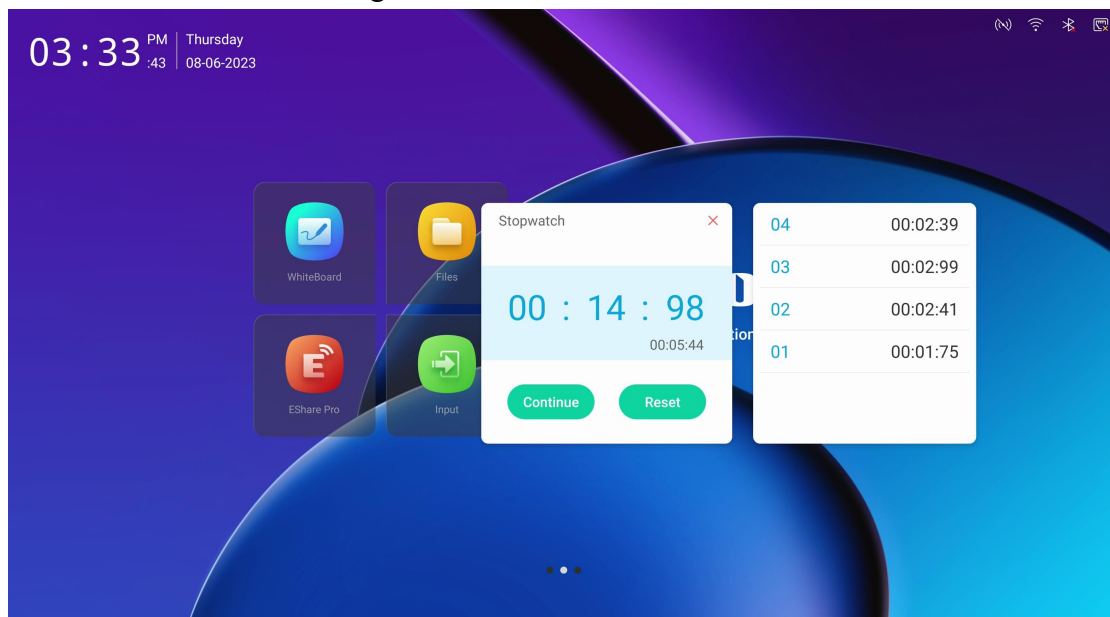 03 : 33 PM :43
Thursday
08-06-2023
WhiteBoard
Files
EShare Pro
E
Input
Stopwatch
00 : 14 : 98
00:05:44
Continue
Reset
tion
04 00:02:39
03 00:02:99
02 00:02:41
01 00:01:75